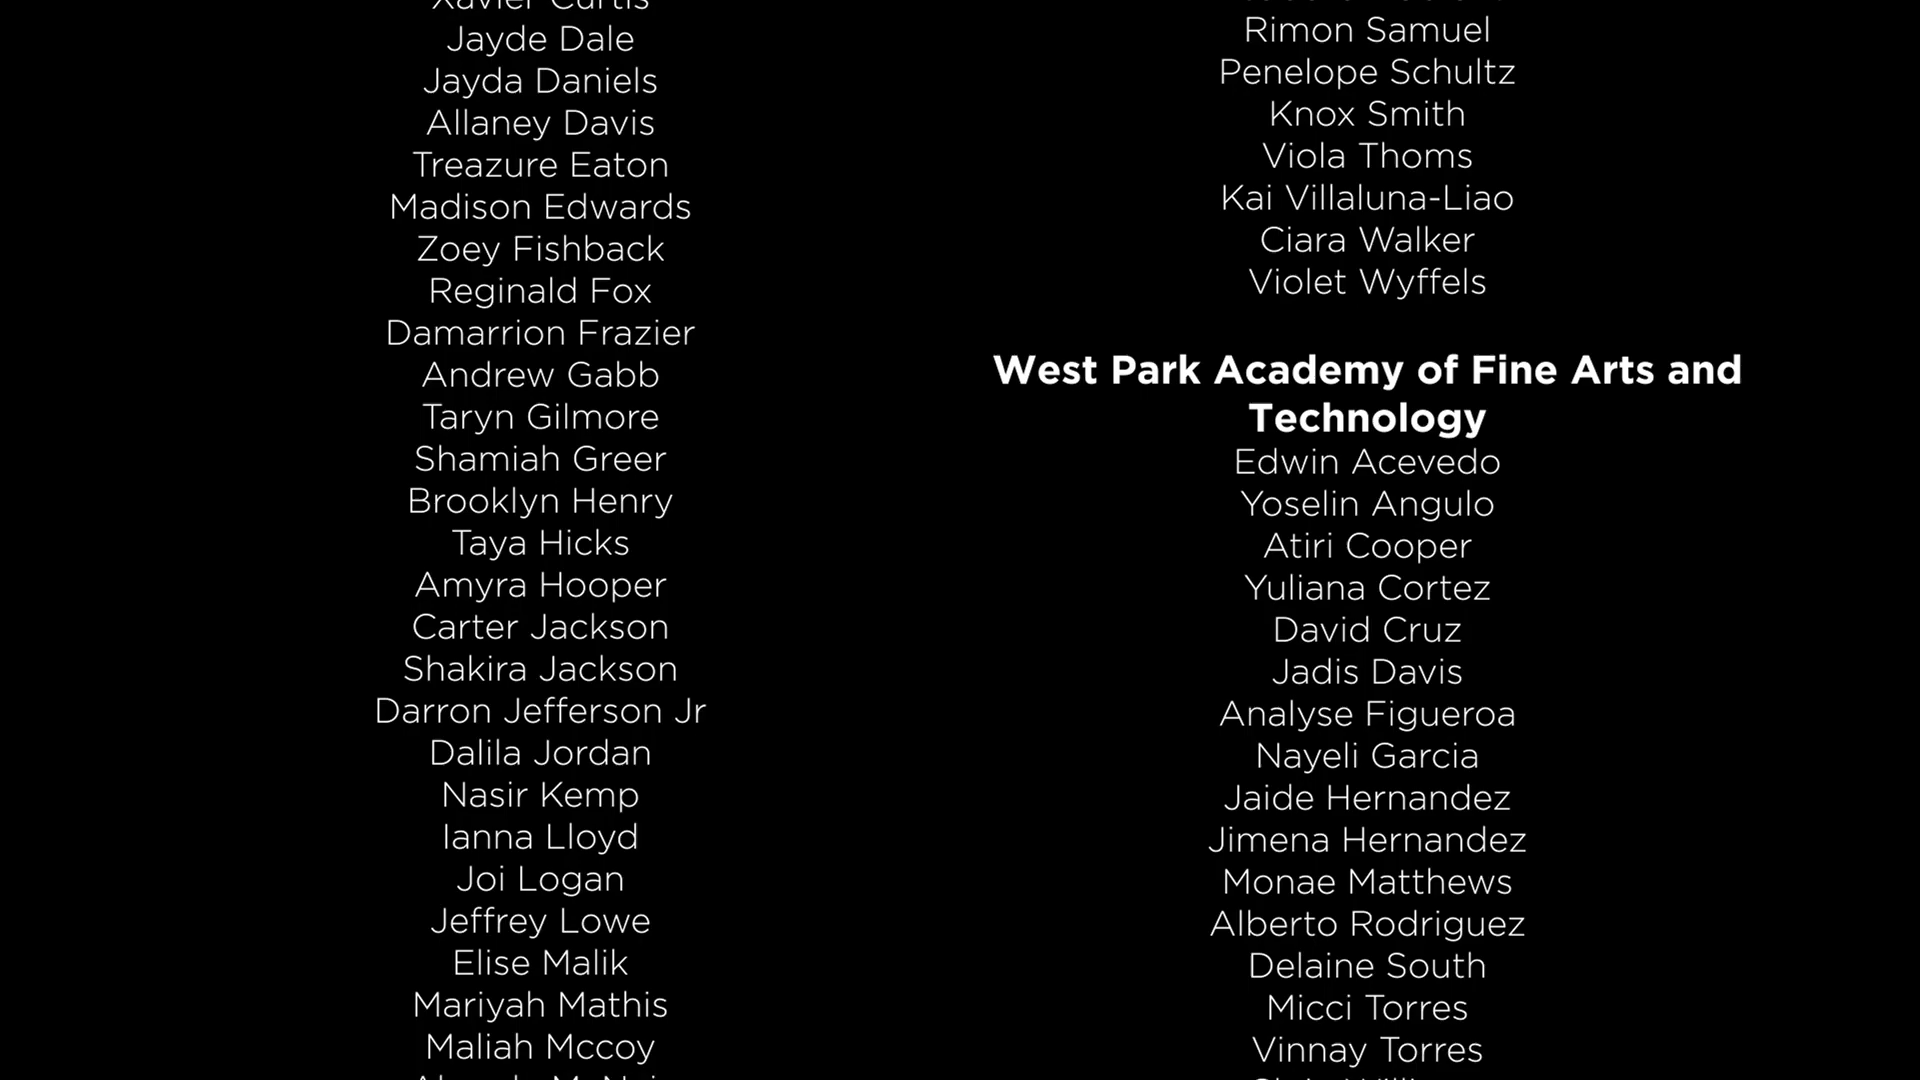 Xavier Curtis
Jayde Dale
Jayda Daniels
Allaney Davis
Treazure Eaton
Madison Edwards
Zoey Fishback
Reginald Fox
Damarrion Frazier
Andrew Gabb
Taryn Gilmore
Shamiah Greer
Brooklyn Henry
Taya Hicks
Amyra Hooper
Carter Jackson
Shakira Jackson
Darron Jefferson Jr
Dalila Jordan
Nasir Kemp
Ianna Lloyd
Joi Logan
Jeffrey Lowe
Elise Malik
Mariyah Mathis
Maliah Mccoy
Rimon Samuel
Penelope Schultz
Knox Smith
Viola Thoms
Kai Villaluna-Liao
Ciara Walker
Violet Wyffels
West Park Academy of Fine Arts and
Technology
Edwin Acevedo
Yoselin Angulo
Atiri Cooper
Yuliana Cortez
David Cruz
Jadis Davis
Analyse Figueroa
Nayeli Garcia
Jaide Hernandez
Jimena Hernandez
Monae Matthews
Alberto Rodriguez
Delaine South
Micci Torres
Vinnay Torres